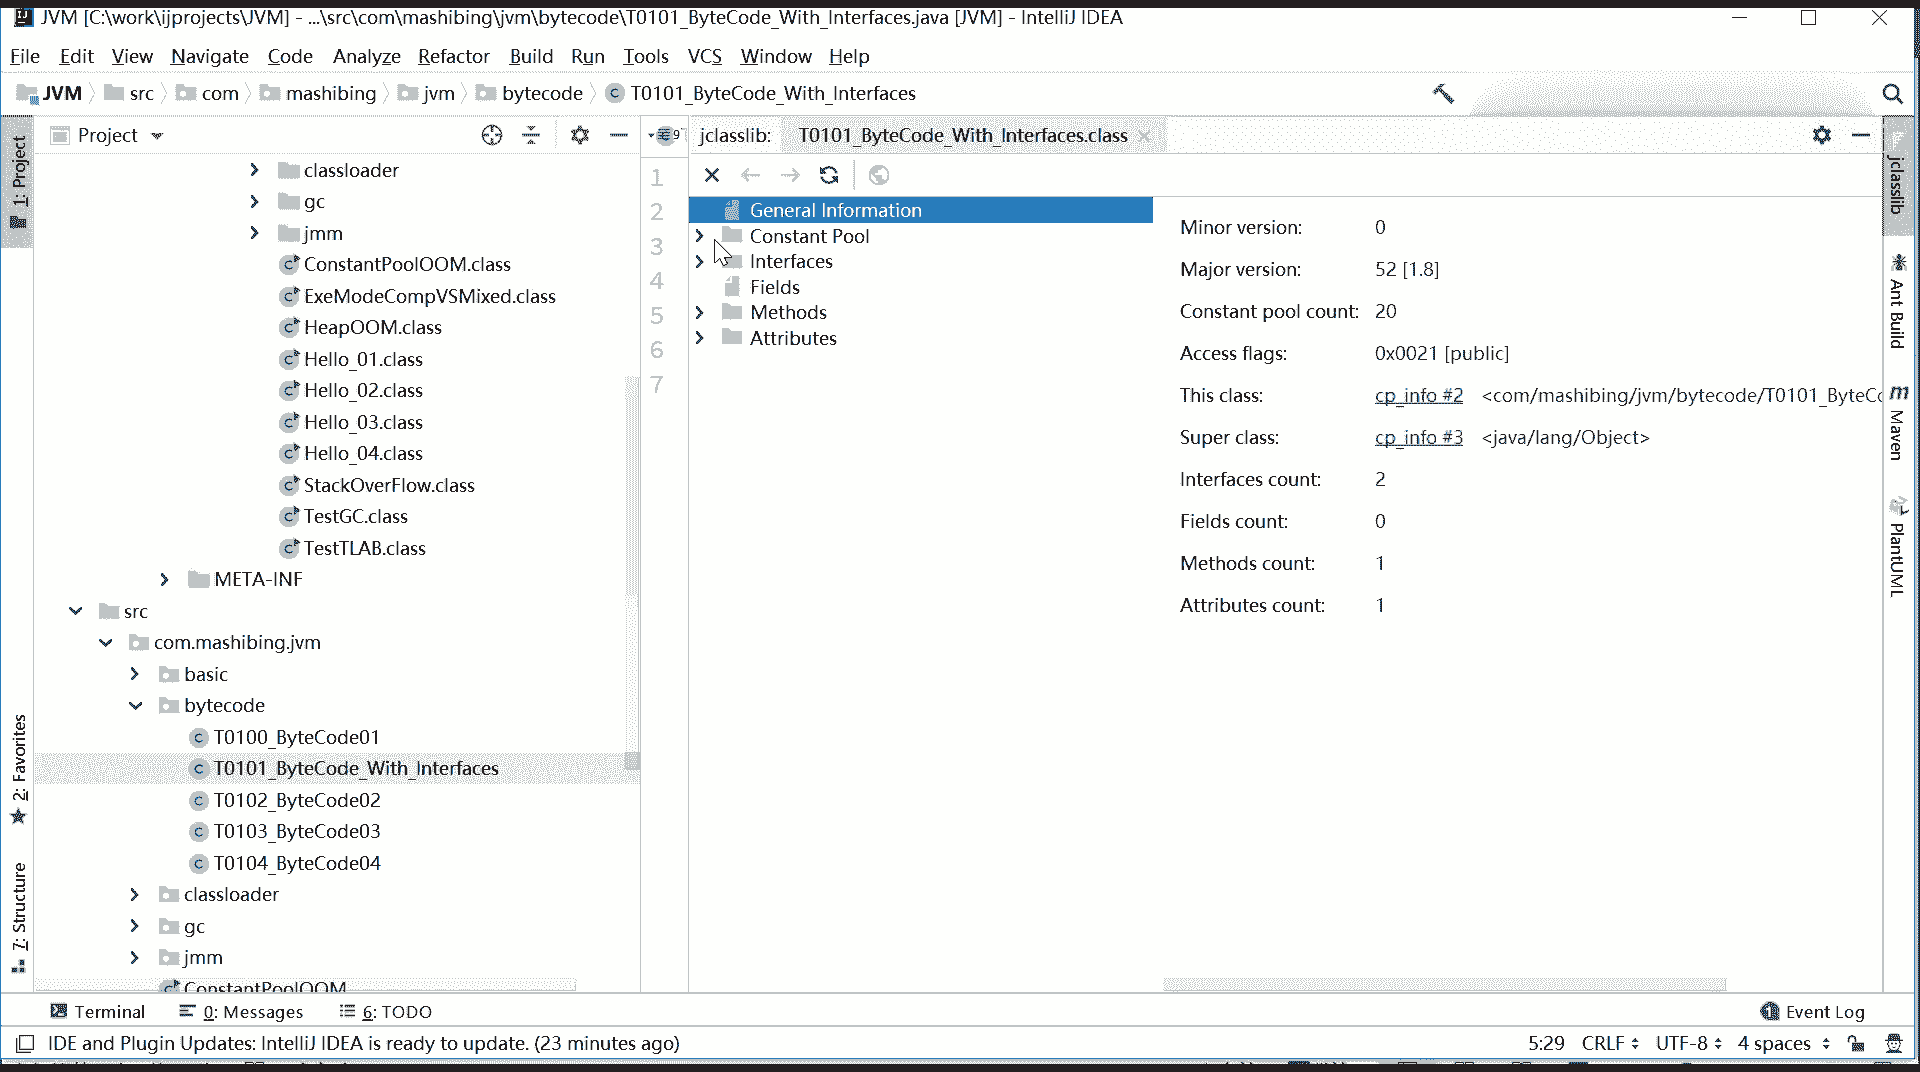 JVM [C:\work\ijprojects\JVM] - ...\src\com\mashibing\jvm\bytecode\T0101_ByteCode_With_Interfaces.java [JVM] - IntelliJ IDEA
File Edit View Navigate Code Analyze Refactor Build Run Tools VCS Window Help
JVM src com mashibing jvm bytecode T0101_ByteCode_With_Interfaces
Project
jclasslib: T0101_ByteCode_With_Interfaces.class
1: Project
2: Favorites
7: Structure
classloader
gc
jmm
ConstantPoolOOM.class
ExeModeCompVSMixed.class
HeapOOM.class
Hello_01.class
Hello_02.class
Hello_03.class
Hello_04.class
StackOverFlow.class
TestGC.class
TestTLAB.class
META-INF
src
com.mashibing.jvm
basic
bytecode
T0100_ByteCode01
T0101_ByteCode_With_Interfaces
T0102_ByteCode02
T0103_ByteCode03
T0104_ByteCode04
classloader
gc
jmm
ConstantPoolOOM
1
2
3
4
5
6
7
General Information
Constant Pool
Interfaces
Fields
Methods
Attributes
Minor version: 0
Major version: 52 [1.8]
Constant pool count: 20
Access flags: 0x0021 [public]
This class: cp_info #2 <com/mashibing/jvm/bytecode/T0101_ByteC
Super class: cp_info #3 <java/lang/Object>
Interfaces count: 2
Fields count: 0
Methods count: 1
Attributes count: 1
jclasslib
Ant Build
Maven
PlantUML
Terminal 0: Messages 6: TODO Event Log
IDE and Plugin Updates: IntelliJ IDEA is ready to update. (23 minutes ago) 5:29 CRLF UTF-8 4 spaces